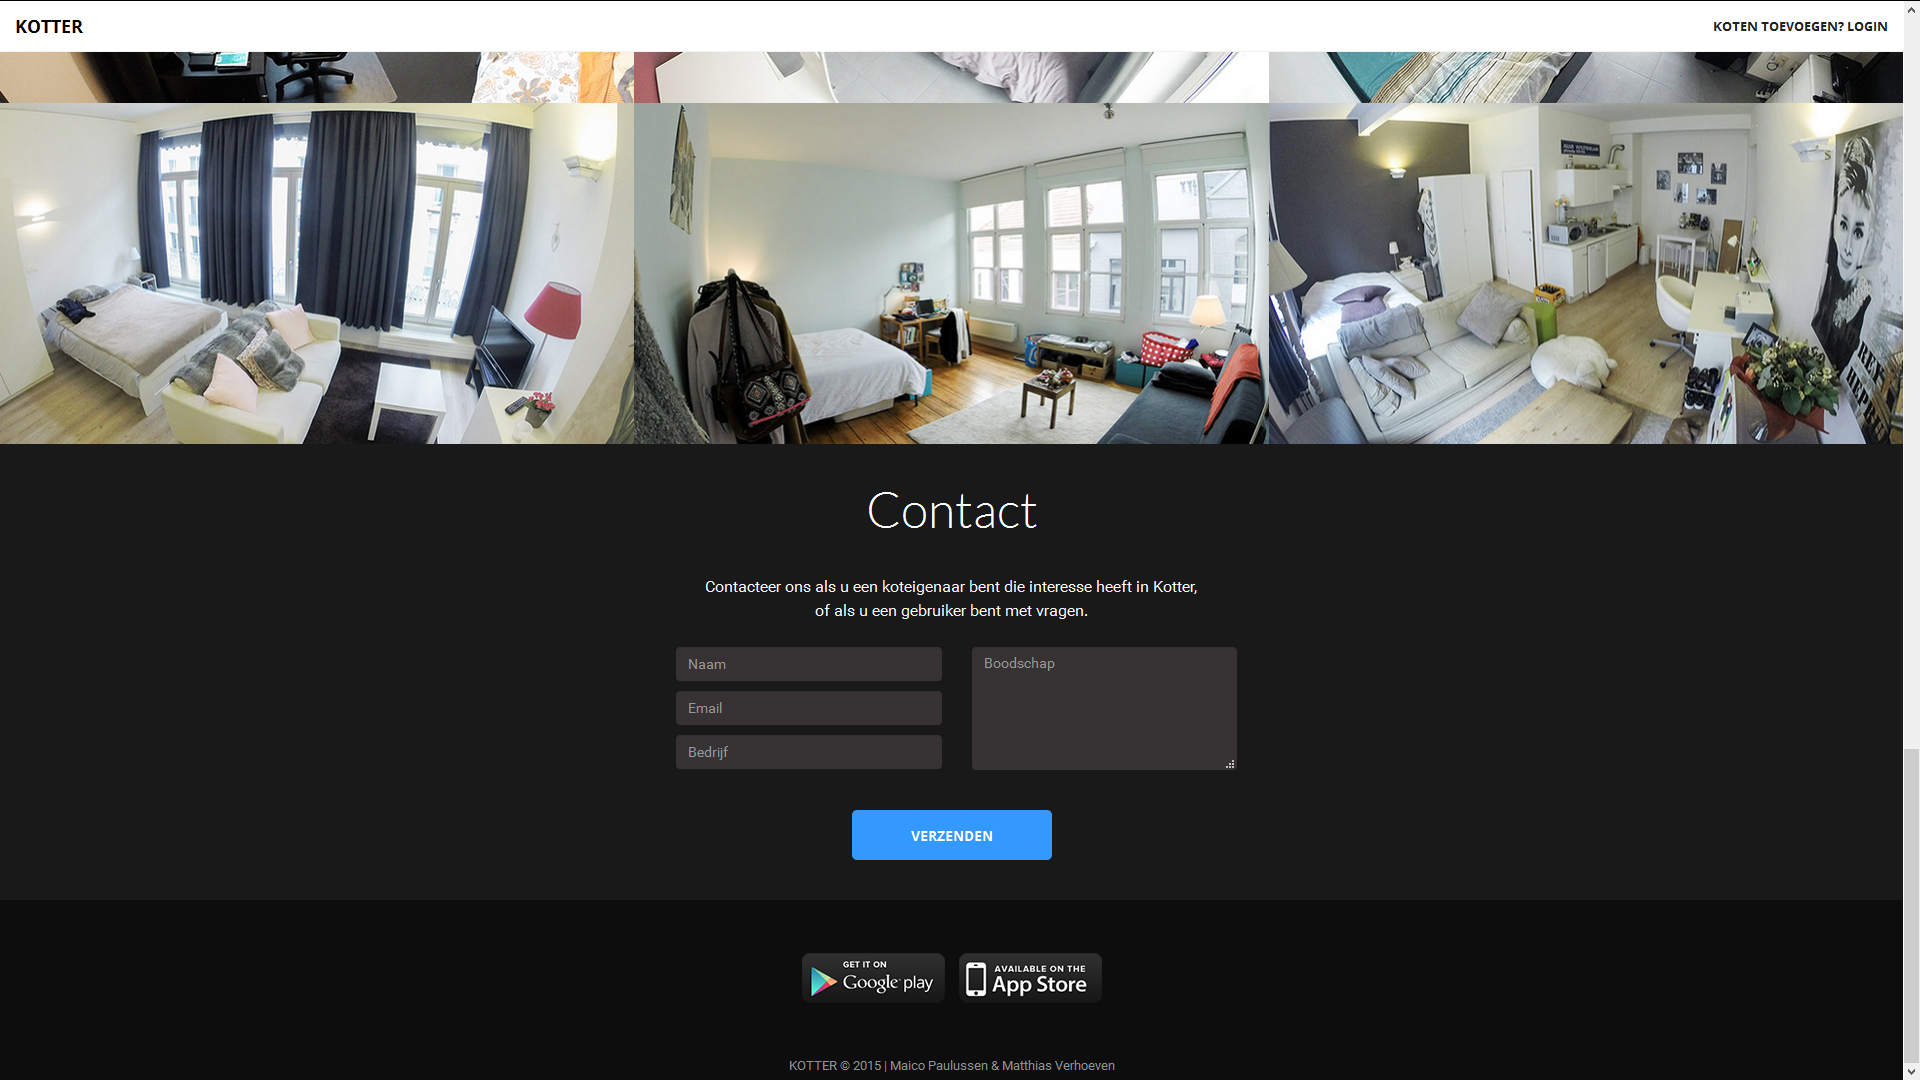 KOTTER
KOTEN TOEVOEGEN? LOGIN
Contact
Contacteer ons als u een koteigenaar bent die interesse heeft in Kotter,
of als u een gebruiker bent met vragen.
Naam
Boodschap
Email
Bedrijf
VERZENDEN
GET IT ON
Google play
AVAILABLE ON THE
App Store
KOTTER © 2015 | Maico Paulussen & Matthias Verhoeven